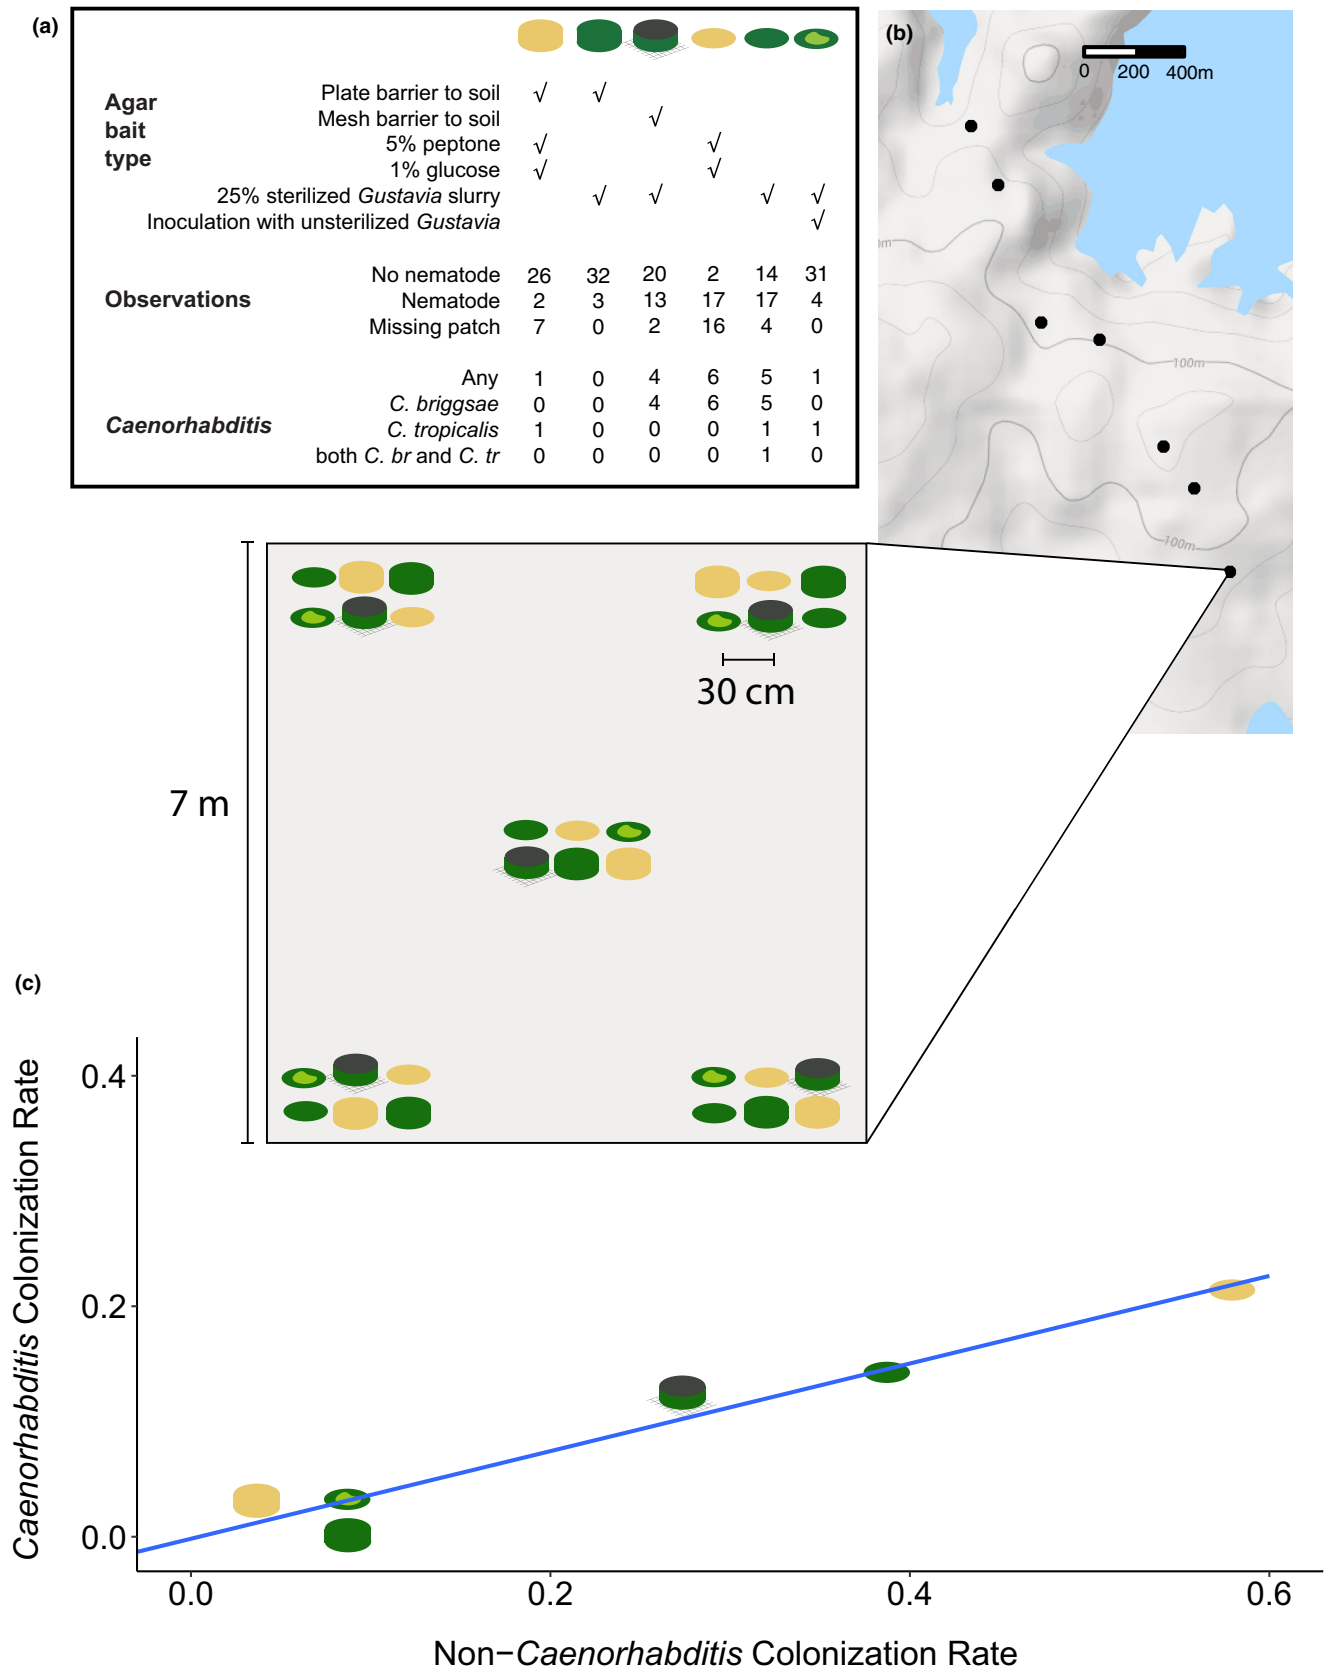 (a)
Agar
bait
type
Plate barrier to soil √ √
Mesh barrier to soil √
5% peptone √ √
1% glucose √ √
25% sterilized Gustavia slurry √ √ √ √
Inoculation with unsterilized Gustavia √
Observations
No nematode 26 32 20 2 14 31
Nematode 2 3 13 17 17 4
Missing patch 7 0 2 16 4 0
Caenorhabditis
Any 1 0 4 6 5 1
C. briggsae 0 0 4 6 5 0
C. tropicalis 1 0 0 0 1 1
both C. br and C. tr 0 0 0 0 1 0
(b)
0 200 400m
m
100m
100m
30 cm
7 m
(c)
Caenorhabditis Colonization Rate
0.4
0.2
0.0
0.0 0.2 0.4 0.6
Non−Caenorhabditis Colonization Rate